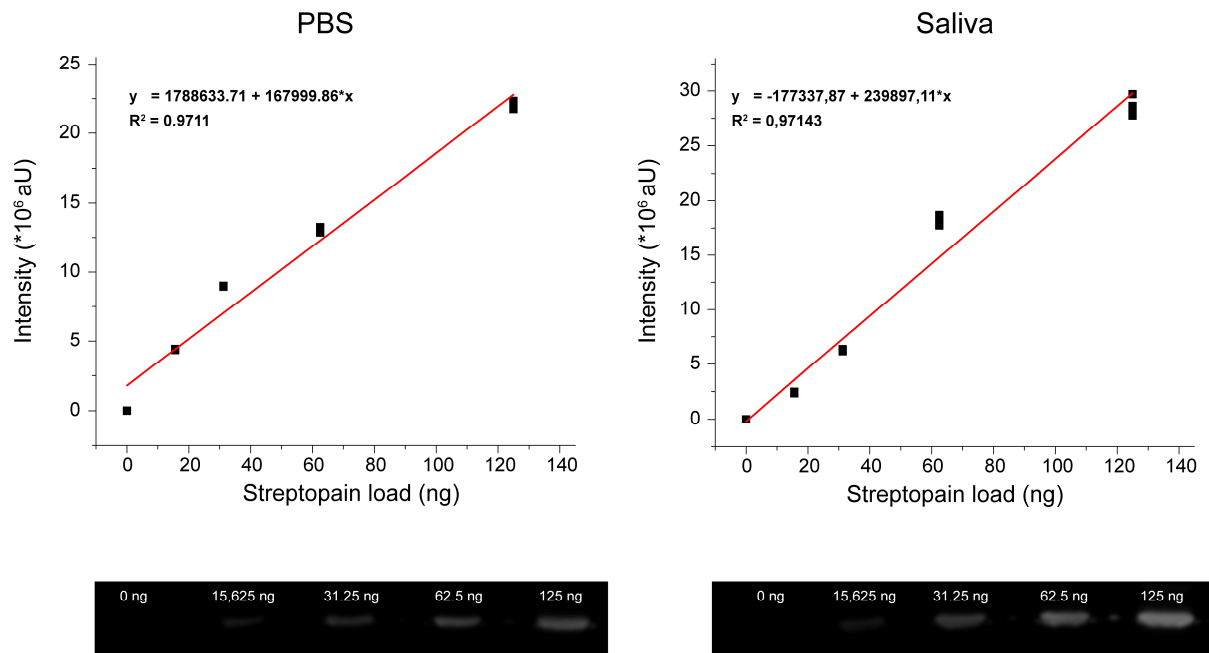 PBS
y = 1788633.71 + 167999.86*x
R² = 0.9711
25
20
15
10
5
0
Intensity (*10⁶ aU)
0 20 40 60 80 100 120 140
Streptopain load (ng)
0 ng 15,625 ng 31.25 ng 62.5 ng 125 ng
Saliva
y = -177337,87 + 239897,11*x
R² = 0,97143
30
25
20
15
10
5
0
Intensity (*10⁶ aU)
0 20 40 60 80 100 120 140
Streptopain load (ng)
0 ng 15,625 ng 31.25 ng 62.5 ng 125 ng